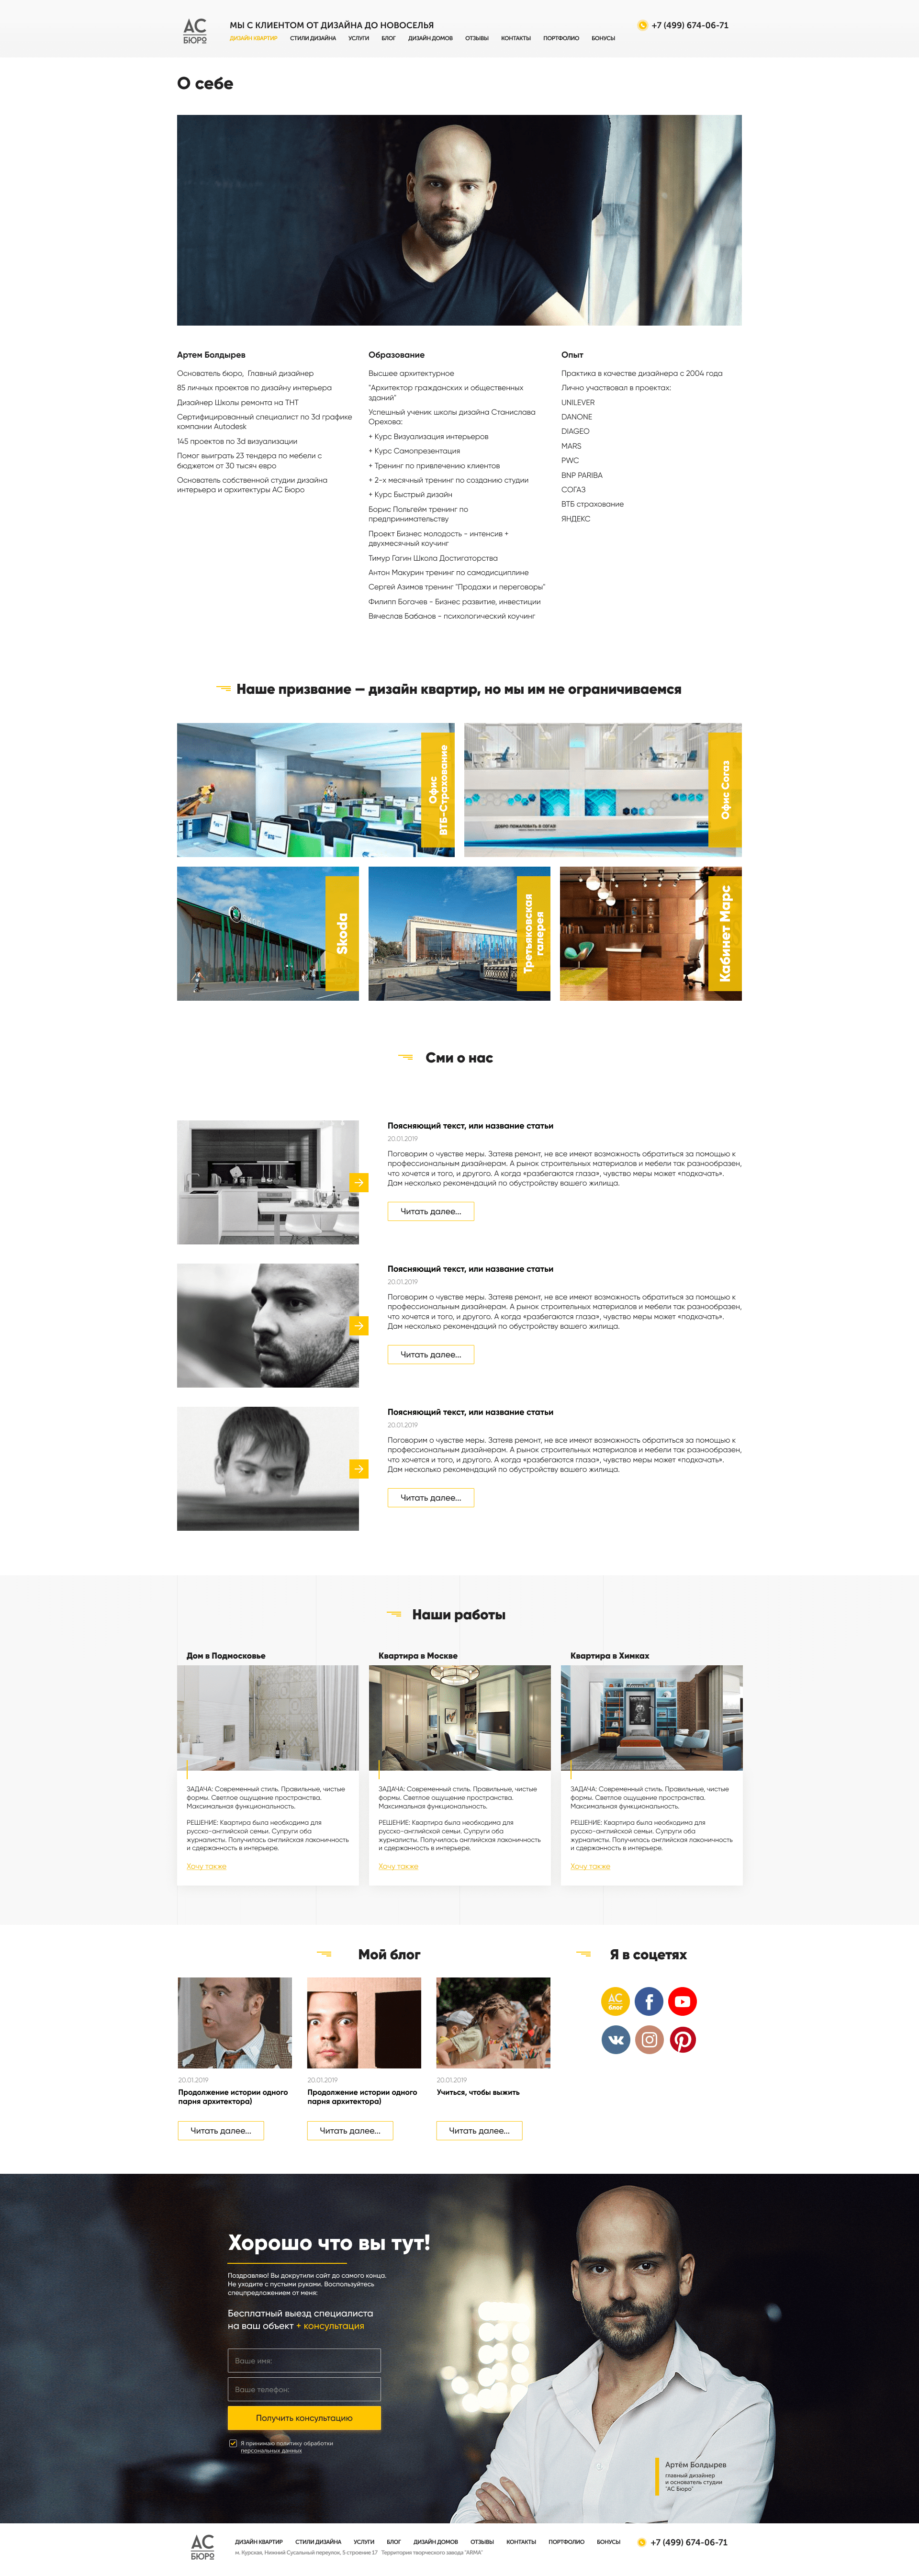 АС
БЮРО
МЫ С КЛИЕНТОМ ОТ ДИЗАЙНА ДО НОВОСЕЛЬЯ
+7 (499) 674-06-71
ДИЗАЙН КВАРТИР СТИЛИ ДИЗАЙНА УСЛУГИ БЛОГ ДИЗАЙН ДОМОВ ОТЗЫВЫ КОНТАКТЫ ПОРТФОЛИО БОНУСЫ
О себе
Артем Болдырев
Основатель бюро, Главный дизайнер
85 личных проектов по дизайну интерьера
Дизайнер Школы ремонта на ТНТ
Сертифицированный специалист по 3d графике
компании Autodesk
145 проектов по 3d визуализации
Помог выиграть 23 тендера по мебели с
бюджетом от 30 тысяч евро
Основатель собственной студии дизайна
интерьера и архитектуры АС Бюро
Образование
Высшее архитектурное
"Архитектор гражданских и общественных
зданий"
Успешный ученик школы дизайна Станислава
Орехова:
+ Курс Визуализация интерьеров
+ Курс Самопрезентация
+ Тренинг по привлечению клиентов
+ 2-х месячный тренинг по созданию студии
+ Курс Быстрый дизайн
Борис Польгейм тренинг по
предпринимательству
Проект Бизнес молодость - интенсив +
двухмесячный коучинг
Тимур Гагин Школа Достигаторства
Антон Макурин тренинг по самодисциплине
Сергей Азимов тренинг "Продажи и переговоры"
Филипп Богачев - Бизнес развитие, инвестиции
Вячеслав Бабанов - психологический коучинг
Опыт
Практика в качестве дизайнера с 2004 года
Лично участвовал в проектах:
UNILEVER
DANONE
DIAGEO
MARS
PWC
BNP PARIBA
СОГАЗ
ВТБ страхование
ЯНДЕКС
Наше призвание — дизайн квартир, но мы им не ограничиваемся
Офис
ВТБ-Страхование
ДОБРО ПОЖАЛОВАТЬ В СОГАЗ!
Офис Согаз
Skoda
Третьяковская
галерея
Кабинет Марс
Сми о нас
Поясняющий текст, или название статьи
20.01.2019
Поговорим о чувстве меры. Затеяв ремонт, не все имеют возможность обратиться за помощью к
профессиональным дизайнерам. А рынок строительных материалов и мебели так разнообразен,
что хочется и того, и другого. А когда «разбегаются глаза», чувство меры может «подкачать».
Дам несколько рекомендаций по обустройству вашего жилища.
Читать далее...
Поясняющий текст, или название статьи
20.01.2019
Поговорим о чувстве меры. Затеяв ремонт, не все имеют возможность обратиться за помощью к
профессиональным дизайнерам. А рынок строительных материалов и мебели так разнообразен,
что хочется и того, и другого. А когда «разбегаются глаза», чувство меры может «подкачать».
Дам несколько рекомендаций по обустройству вашего жилища.
Читать далее...
Поясняющий текст, или название статьи
20.01.2019
Поговорим о чувстве меры. Затеяв ремонт, не все имеют возможность обратиться за помощью к
профессиональным дизайнерам. А рынок строительных материалов и мебели так разнообразен,
что хочется и того, и другого. А когда «разбегаются глаза», чувство меры может «подкачать».
Дам несколько рекомендаций по обустройству вашего жилища.
Читать далее...
Наши работы
Дом в Подмосковье
ЗАДАЧА: Современный стиль. Правильные, чистые
формы. Светлое ощущение пространства.
Максимальная функциональность.
РЕШЕНИЕ: Квартира была необходима для
русско-английской семьи. Супруги оба
журналисты. Получилась английская лаконичность
и сдержанность в интерьере.
Хочу также
Квартира в Москве
ЗАДАЧА: Современный стиль. Правильные, чистые
формы. Светлое ощущение пространства.
Максимальная функциональность.
РЕШЕНИЕ: Квартира была необходима для
русско-английской семьи. Супруги оба
журналисты. Получилась английская лаконичность
и сдержанность в интерьере.
Хочу также
Квартира в Химках
ЗАДАЧА: Современный стиль. Правильные, чистые
формы. Светлое ощущение пространства.
Максимальная функциональность.
РЕШЕНИЕ: Квартира была необходима для
русско-английской семьи. Супруги оба
журналисты. Получилось английская лаконичность
и сдержанность в интерьере.
Хочу также
Мой блог
20.01.2019
Продолжение истории одного
парня архитектора)
Читать далее...
20.01.2019
Продолжение истории одного
парня архитектора)
Читать далее...
20.01.2019
Учиться, чтобы выжить
Читать далее...
Я в соцетях
АС
блог
Хорошо что вы тут!
Поздравляю! Вы докрутили сайт до самого конца.
Не уходите с пустыми руками. Воспользуйтесь
спецпредложением от меня:
Бесплатный выезд специалиста
на ваш объект + консультация
Ваше имя:
Ваше телефон:
Получить консультацию
Я принимаю политику обработки
персональных данных
Артём Болдырев
главный дизайнер
и основатель студии
"АС Бюро"
АС
БЮРО
ДИЗАЙН КВАРТИР СТИЛИ ДИЗАЙНА УСЛУГИ БЛОГ ДИЗАЙН ДОМОВ ОТЗЫВЫ КОНТАКТЫ ПОРТФОЛИО БОНУСЫ
+7 (499) 674-06-71
м. Курская, Нижний Сусальный переулок, 5 строение 17 Территория творческого завода "ARMA"